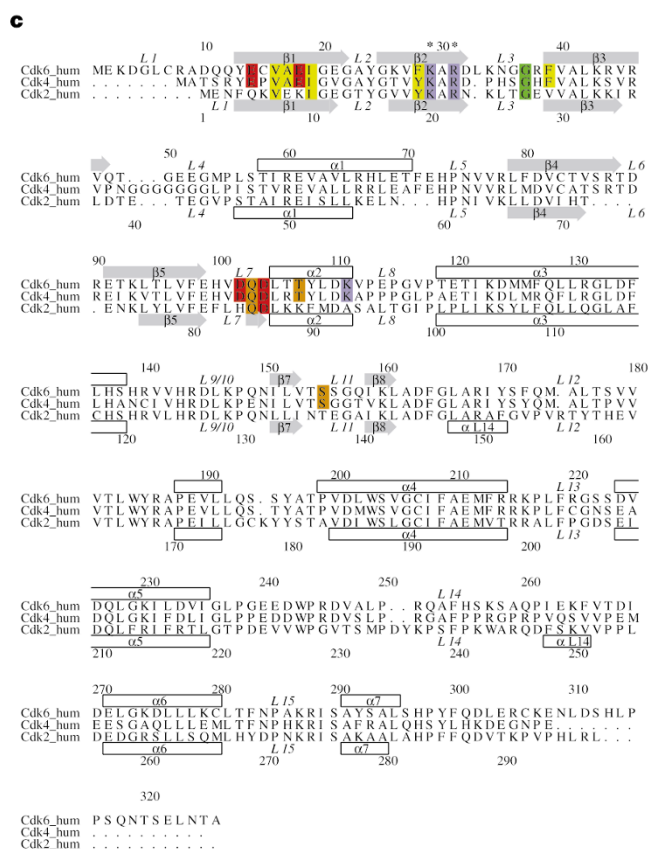 c
10 20 * 30 * 40
L 1 β1 L2 β2 L3 β3
Cdk6_hum MEKDGLCRADQQYECVAEIGEGAYGKVFKARDLKNGGRFVALKRVR
Cdk4_hum .......MATSRYEPVAEIGVGAYGTVYKARD.PHSGHFVALKSVR
Cdk2_hum .........MENFQKVEKIGEGTYGVVYKARN.KLTGEVVALKKIR
L 1 β1 L2 β2 L3 β3
1 10 20 30
50 60 70 80
L 4 α1 L 5 β4 L 6
Cdk6_hum VQT...GEEGMPLSTIREVAVLRHLETFEHPNVVRLFDVCTVSRTD
Cdk4_hum VPNGGGGGGGLPISTVREVALLRRLEAFEHPNVVRLMDVCATSRTD
Cdk2_hum LDTE...TEGVPSTAIREISLLKELN..HPNIVKLLDVIHT....
L 4 α1 L 5 β4 L 6
40 50 60 70
90 100 110 120 130
β5 L 7 α2 L 8 α3
Cdk6_hum RETKLTLVFEHVDQDLTTYLDKVPEPGVPTETIKDMMFQLLRGLDF
Cdk4_hum REIKVTLVFEHVDQDLRTYLDKAPPPGLPAETIKDLMRQFLRGLDF
Cdk2_hum .ENKLYLVFEFLHQDLKKFMDASALTGIPLPLIKSYLFQLLQGLAF
β5 L 7 α2 L 8 α3
80 90 100 110
140 150 160 170 180
L 9/10 β7 L 11 β8 L 12
Cdk6_hum LHSHRVVHRDLKPQNILVTSSGQIKLADFGLARIYSFQM.ALTSVV
Cdk4_hum LHANCIVHRDLKPENILVTSGGTVKLADFGLARIYSYQM.ALTPVV
Cdk2_hum CHSHRVLHRDLKPQNLLINTEGAIKLADFGLARAFGVPVRTYTHEV
L 9/10 β7 L 11 β8 α L14 L 12
120 130 140 150 160
190 200 210 220
α4 L 13
Cdk6_hum VTLWYRAPEVLLQS.SYATPVDLWSVGCIFAEMFRRKPLFRGSSDV
Cdk4_hum VTLWYRAPEVLLQS.TYATPVDMWSVGCIFAEMFRRKPLFCGNSEA
Cdk2_hum VTLWYRAPEILLGCKYYSTAVDIWSLGCIFAEMVTRRALFPGDSEI
α4 L 13
170 180 190 200
230 240 250 260
α5 L 14
Cdk6_hum DQLGKILDVIGLPGEEDWPRDVALP..RQAFHSKSAQPIEKFVTDI
Cdk4_hum DQLGKIFDLIGLPPEDDWPRDVSLP..RGAFPPRGPRPVQSVVPEM
Cdk2_hum DQLFRIFRTLGTPDEVVWPGVTSMPDYKPSFPKWARQDFSKVVPPL
α5 L 14 α L14
210 220 230 240 250
270 280 290 300 310
α6 L 15 α7
Cdk6_hum DELGKDLLLKCLTFNPAKRISAYSALSHPYFQDLERCKENLDSHLP
Cdk4_hum EESGAQLLLEMLTFNPHKRISAFRALQHSYLHKDEGNPE.......
Cdk2_hum DEDGRSLLSQMLHYDPNKRISAKAALAHPFFQDVTKPVPHLRL...
α6 L 15 α7
260 270 280 290
320
Cdk6_hum PSQNTSELNTA
Cdk4_hum ...........
Cdk2_hum ...........